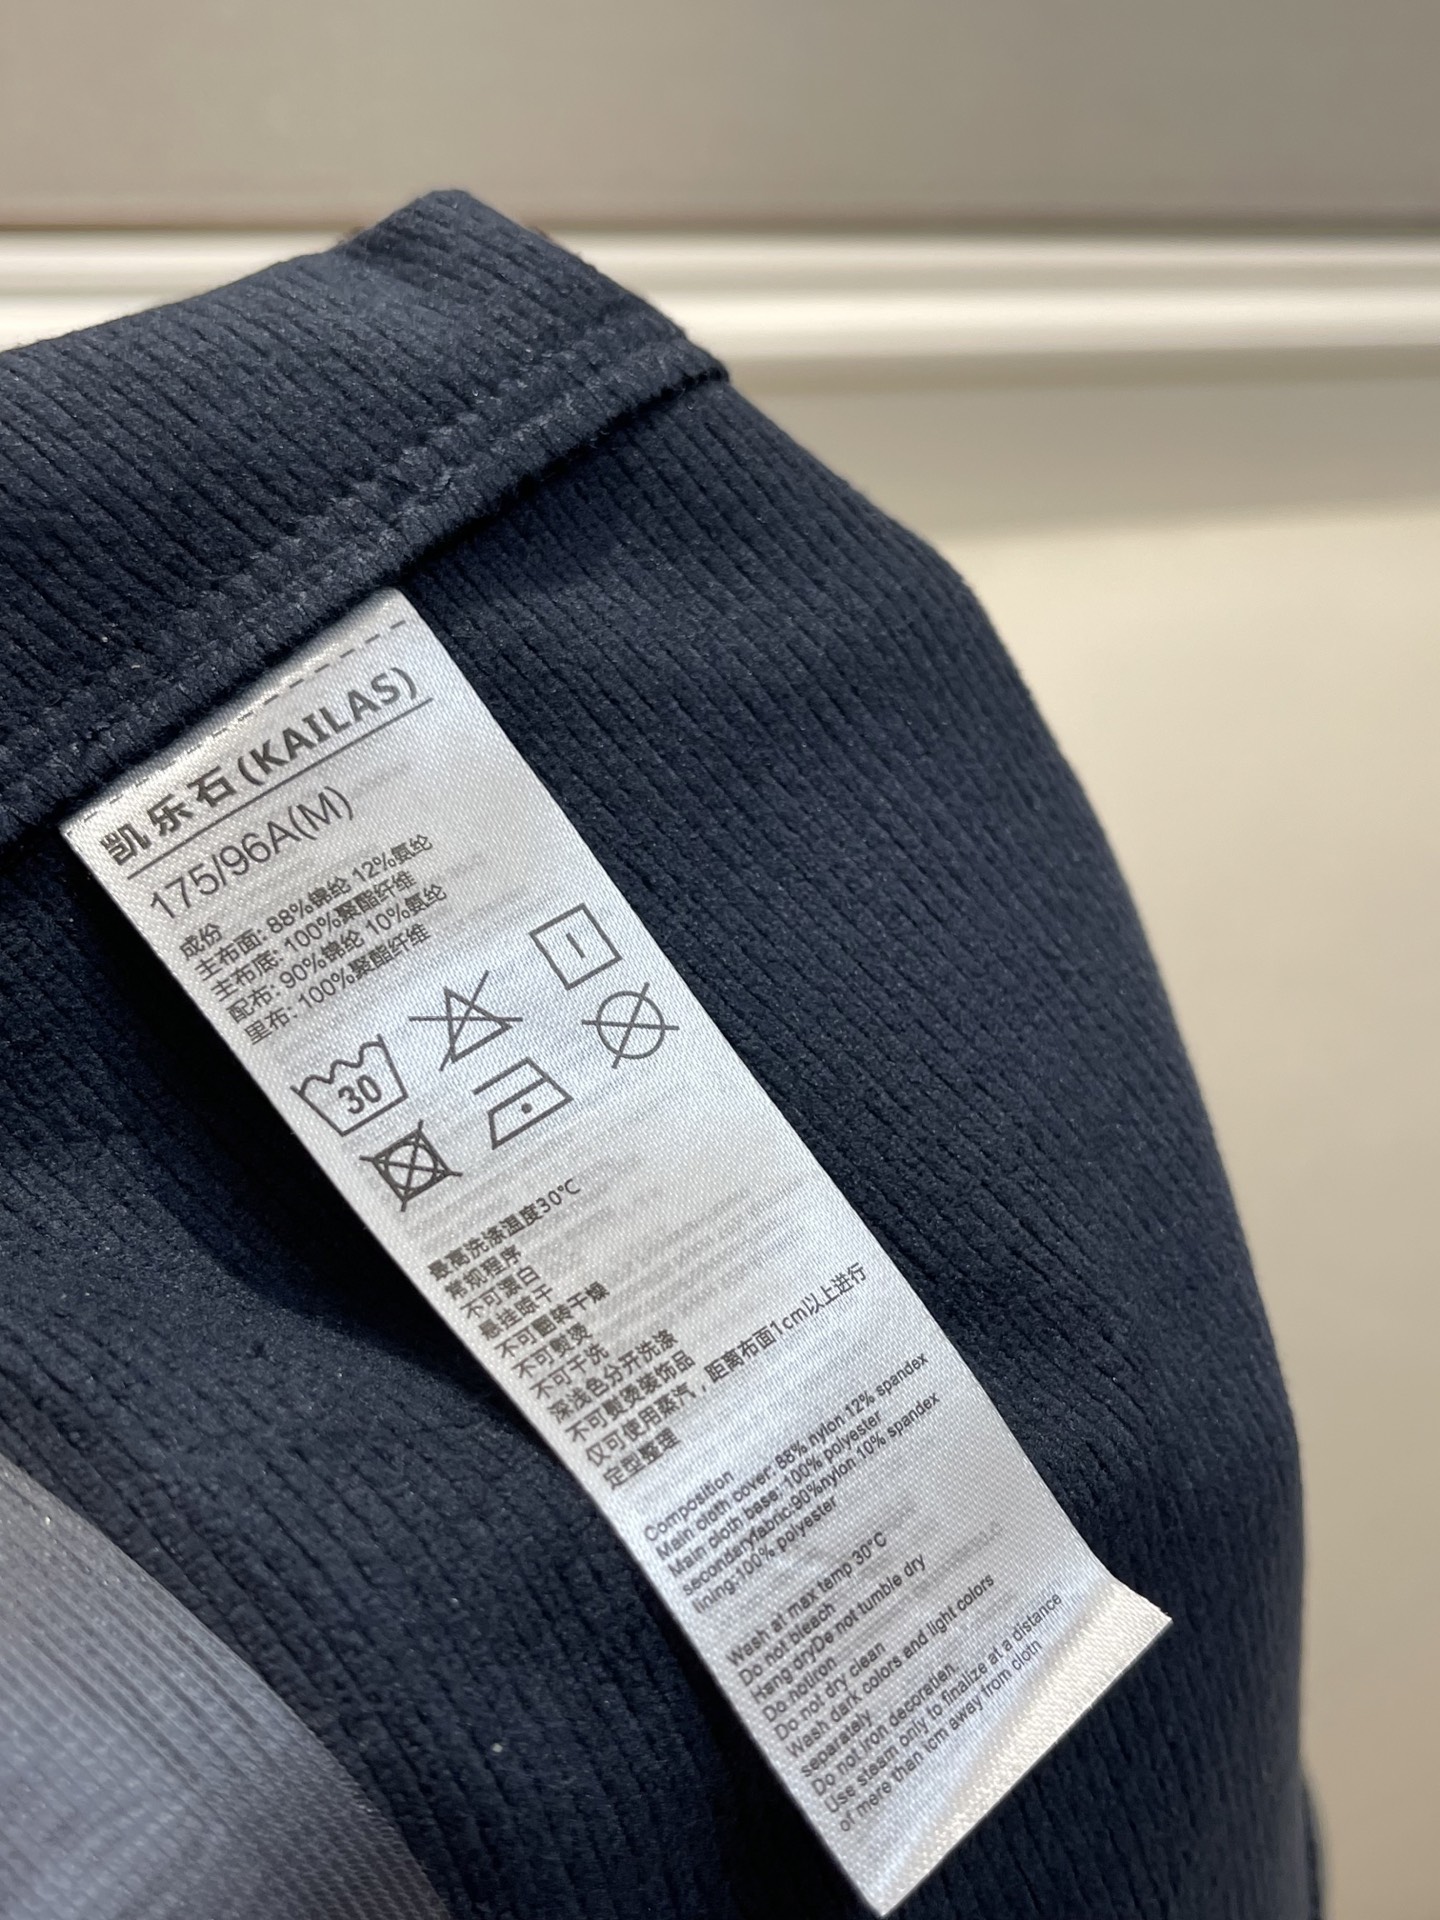 凯乐石(KAILAS)
175/96A(M)
成份
主布面: 88%锦纶 12%氨纶
主布底: 100%聚酯纤维
配布: 90%锦纶 10%氨纶
里布: 100%聚酯纤维
30
最高洗涤温度30℃
常规程序
不可漂白
悬挂晾干
不可翻转干燥
不可熨烫
不可干洗
深浅色分开洗涤
不可熨烫装饰品
仅可使用蒸汽，距离布面1cm以上进行
定型整理
Composition
Main cloth cover: 88% nylon 12% spandex
Main cloth base: 100% polyester
secondaryfabric:90%nylon 10% spandex
lining:100% polyester
Wash at max temp 30°C
Do not bleach
Hang dryDe not tumble dry
Do notiron
Do not dry clean
Wash dark colors and light colors
separately
Do not iron decoration.
Use steam only to finalize at a distance
of mere than 1cm away from clotn